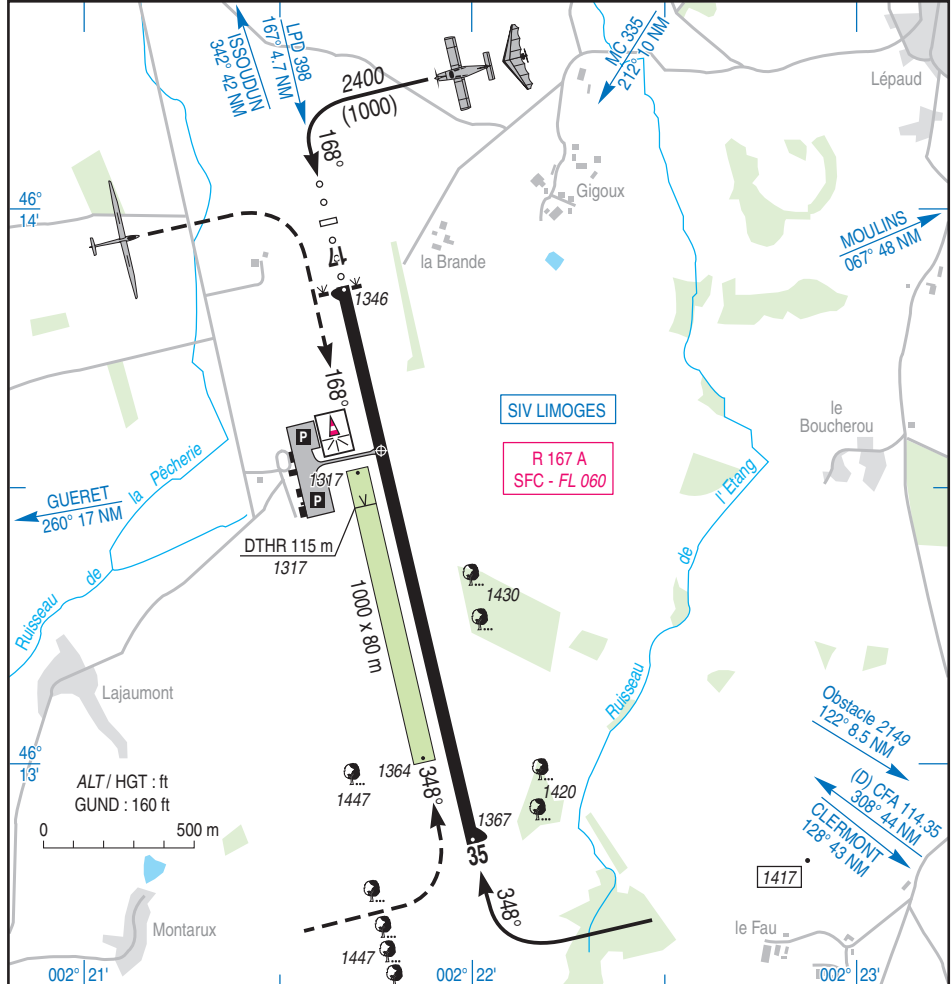 ISSOUDUN
342° 42 NM
LPD 398
167° 4.7 NM
2400
(1000)
168°
MC 335
212° 10 NM
Lépaud
46°
14'
Gigoux
la Brande
MOULINS
067° 48 NM
17
1346
168°
SIV LIMOGES
R 167 A
SFC - FL 060
le
Boucherou
P
1317
P
GUERET
260° 17 NM
Ruisseau de la Pêcherie
DTHR 115 m
1317
1000 x 80 m
1430
Ruisseau de l'Etang
Lajaumont
46°
13'
ALT / HGT : ft
GUND : 160 ft
0 500 m
1447
1364
348°
1420
1367
35
348°
Obstacle 2149
122° 8.5 NM
(D) CFA 114.35
308° 44 NM
CLERMONT
128° 43 NM
1417
Montarux
1447
le Fau
002° 21'
002° 22'
002° 23'